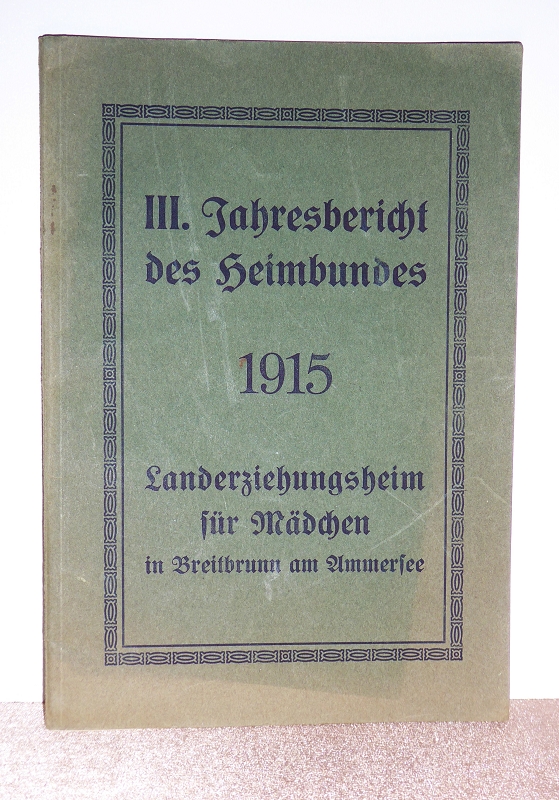 III. Jahresbericht
des Heimbundes
1915
Landerziehungsheim
für Mädchen
in Breitbrunn am Ammersee